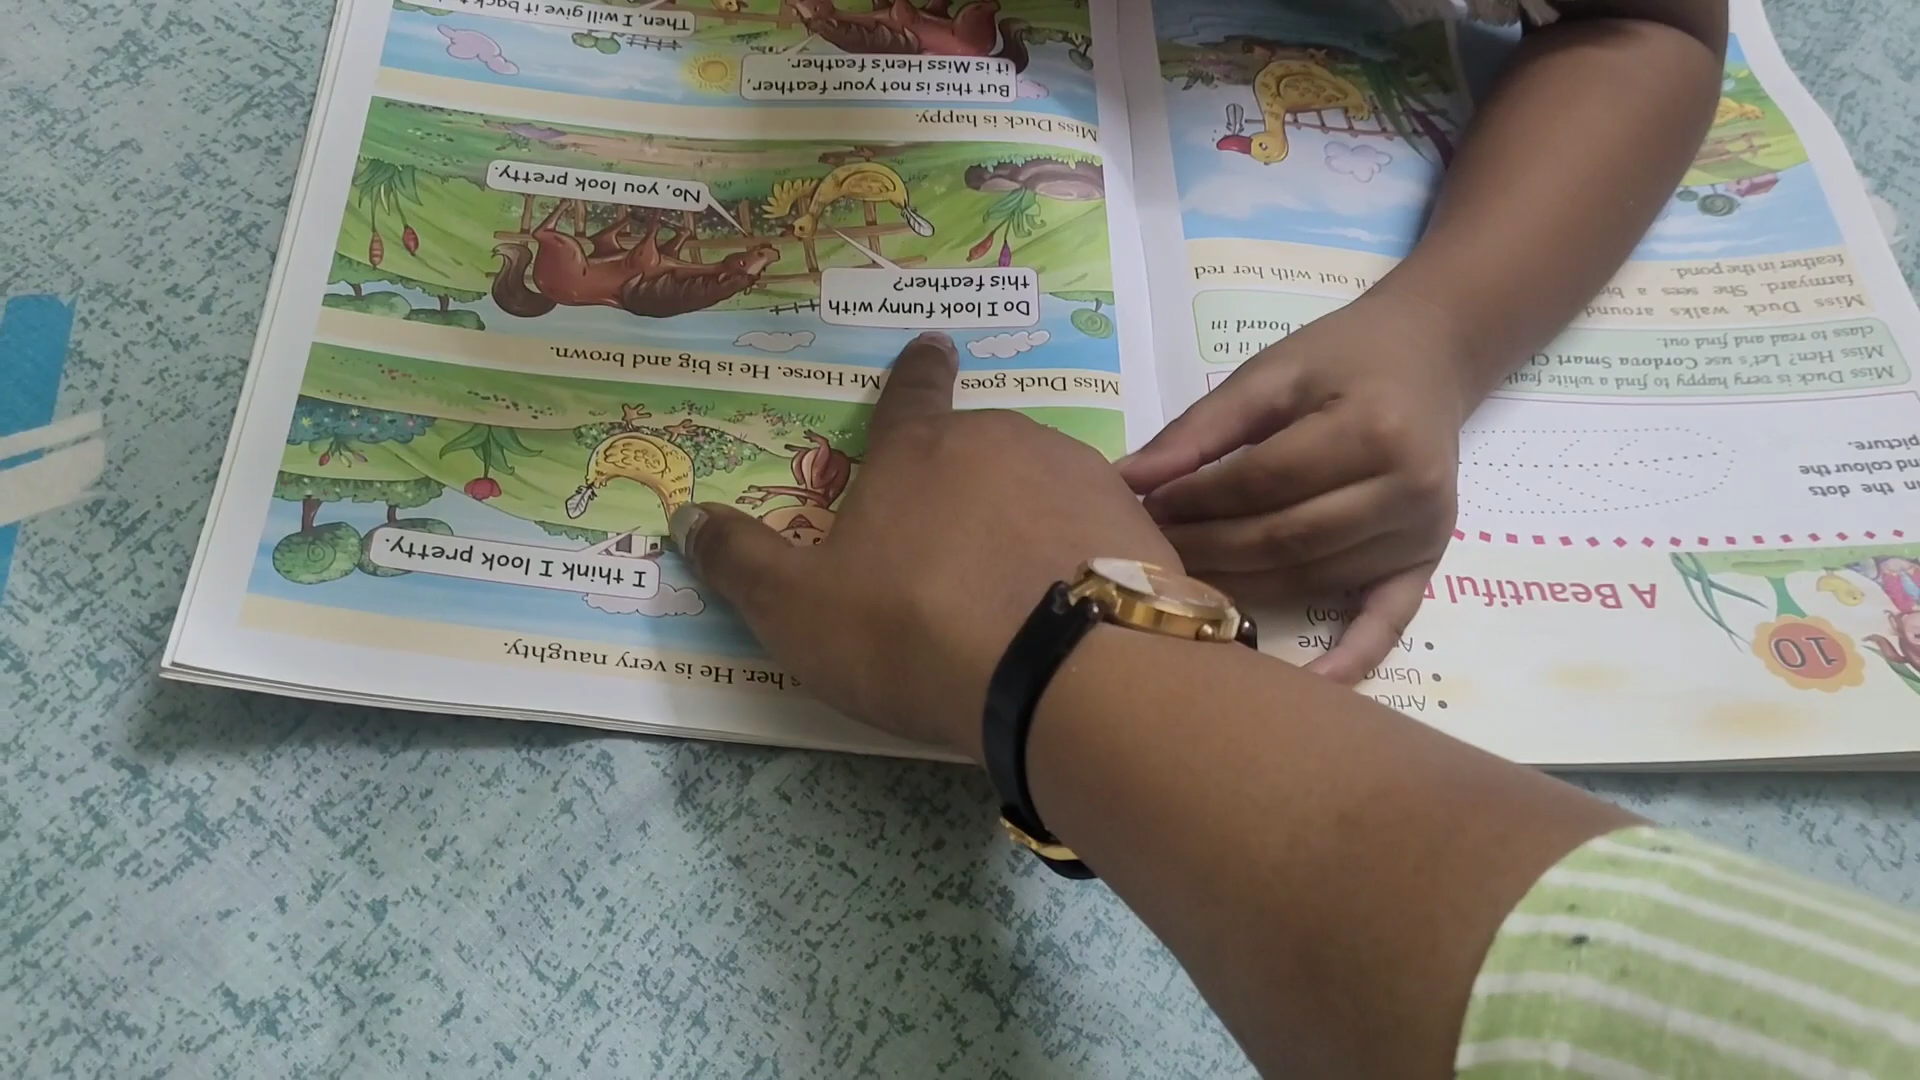 10
A Beautiful
in the dots
nd colour the
picture.
Miss Duck is very happy to find a white
Miss Hen? Let's use Cordova Smart
class to read and find out.
Miss Duck walks around
farmyard. She sees a
feather in the pond.
• Using
Are
it to
board in
it out with her red
her. He is very naughty.
I think I look pretty.
Miss Duck goes
Mr Horse. He is big and brown.
Do I look funny with
this feather?
No, you look pretty.
Miss Duck is happy.
But this is not your feather,
it is Miss Hen's feather.
Then, I will give it back